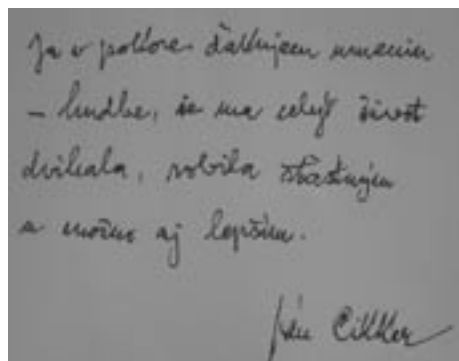 Ja v pokore ďakujem umeniu
– hudbe, že ma celý život
dvíhala, robila šťastným
a možno aj lepším.
Ján Cikker